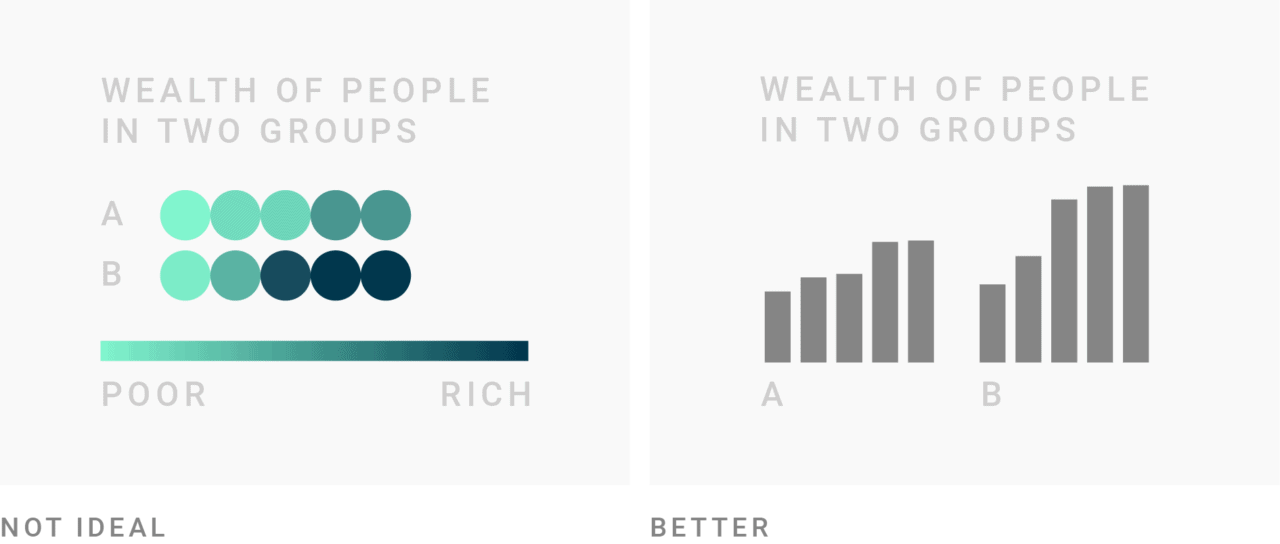 WEALTH OF PEOPLE
IN TWO GROUPS
A
B
POOR RICH
NOT IDEAL
WEALTH OF PEOPLE
IN TWO GROUPS
A B
BETTER